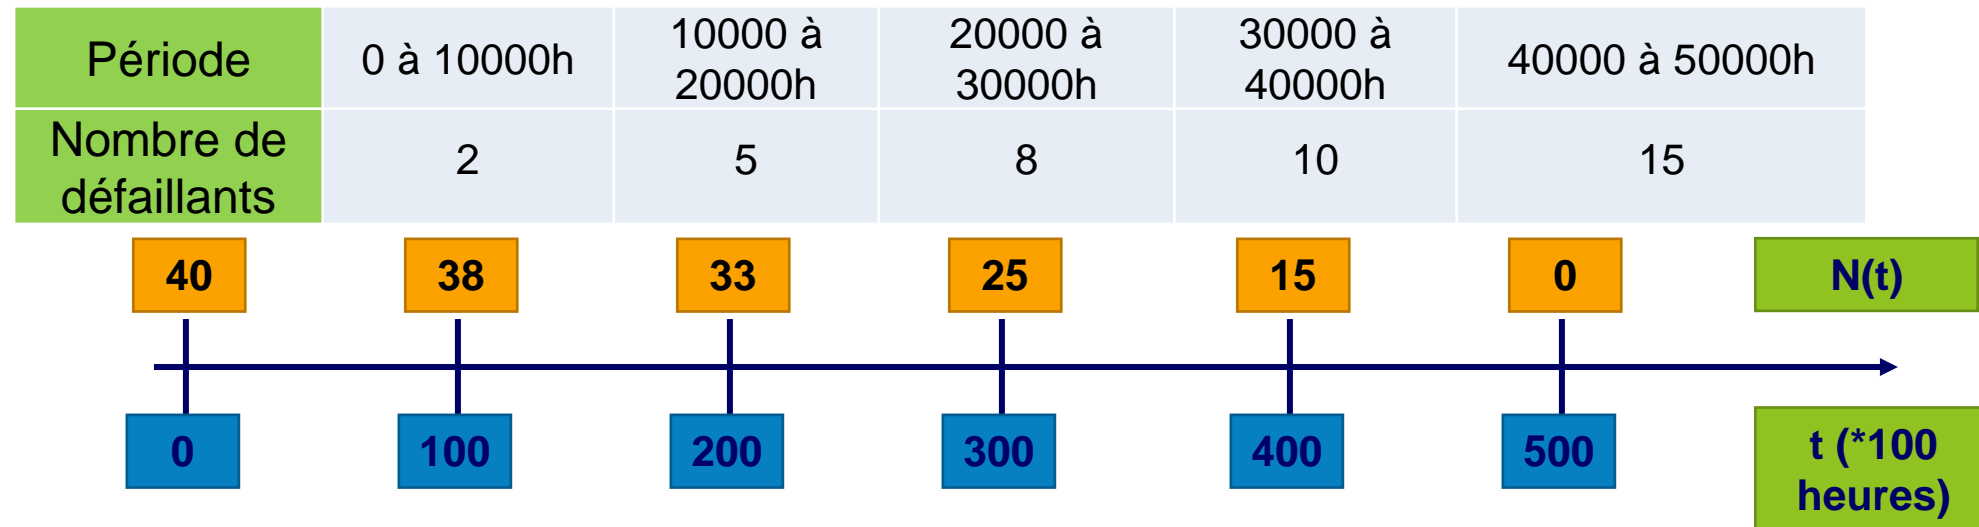 Période
0 à 10000h
10000 à
20000h
20000 à
30000h
30000 à
40000h
40000 à 50000h
Nombre de
défaillants
2
5
8
10
15
40
38
33
25
15
0
N(t)
0
100
200
300
400
500
t (*100
heures)